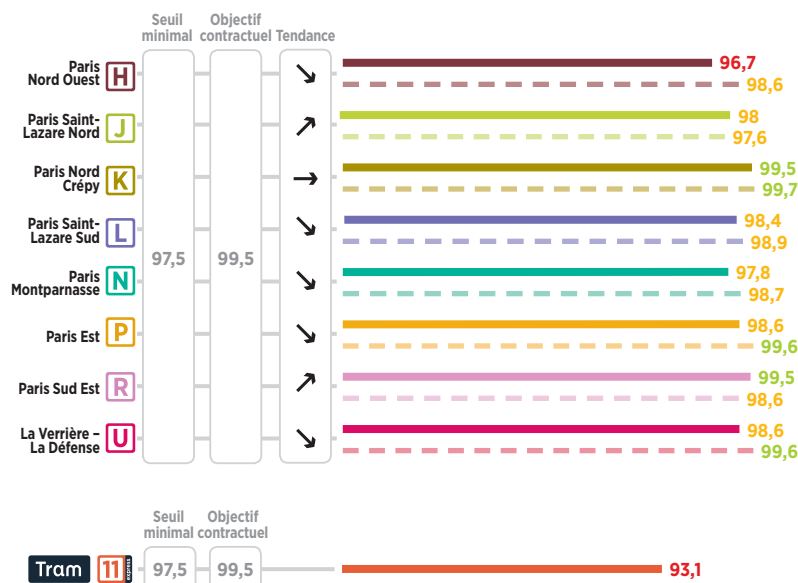 Seuil minimal
Objectif contractuel
Tendance
Paris Nord Ouest
H
96,7
98,6
Paris Saint-Lazare Nord
J
98
97,6
Paris Nord Crépy
K
99,5
99,7
Paris Saint-Lazare Sud
L
98,4
98,9
97,5
99,5
Paris Montparnasse
N
97,8
98,7
Paris Est
P
98,6
99,6
Paris Sud Est
R
99,5
98,6
La Verrière – La Défense
U
98,6
99,6
Seuil minimal
Objectif contractuel
Tram 11 express
97,5
99,5
93,1